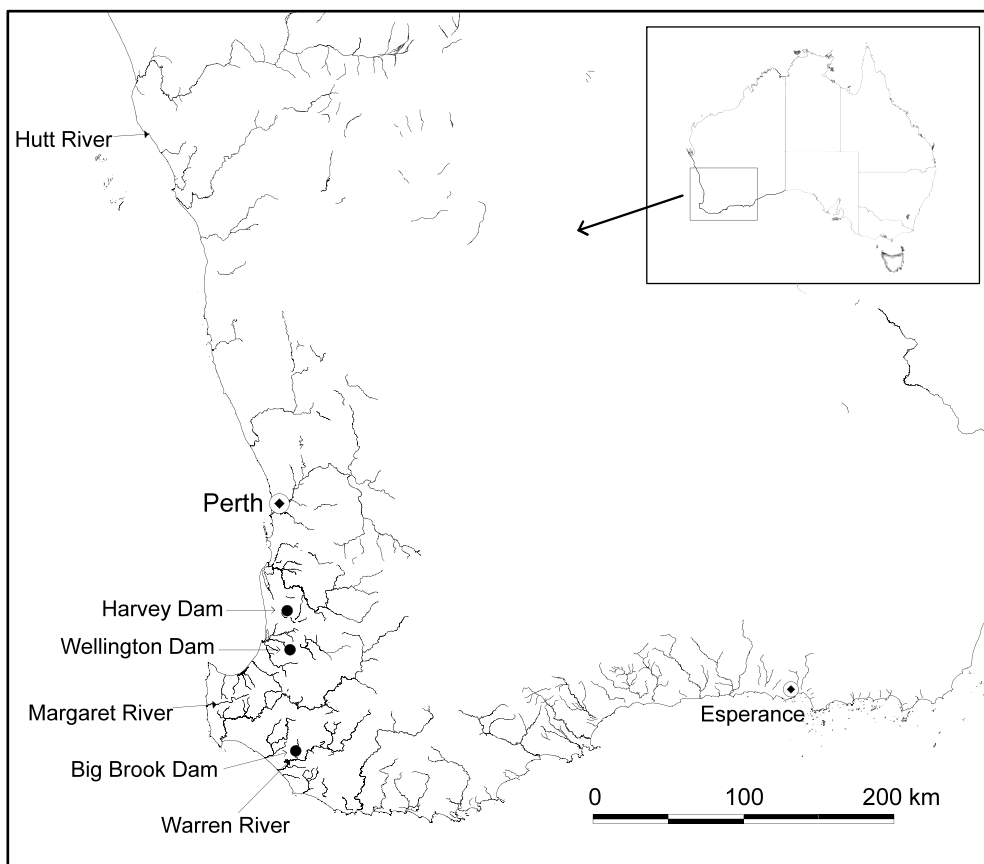 Hutt River
Perth
Harvey Dam
Wellington Dam
Margaret River
Esperance
Big Brook Dam
0 100 200 km
Warren River